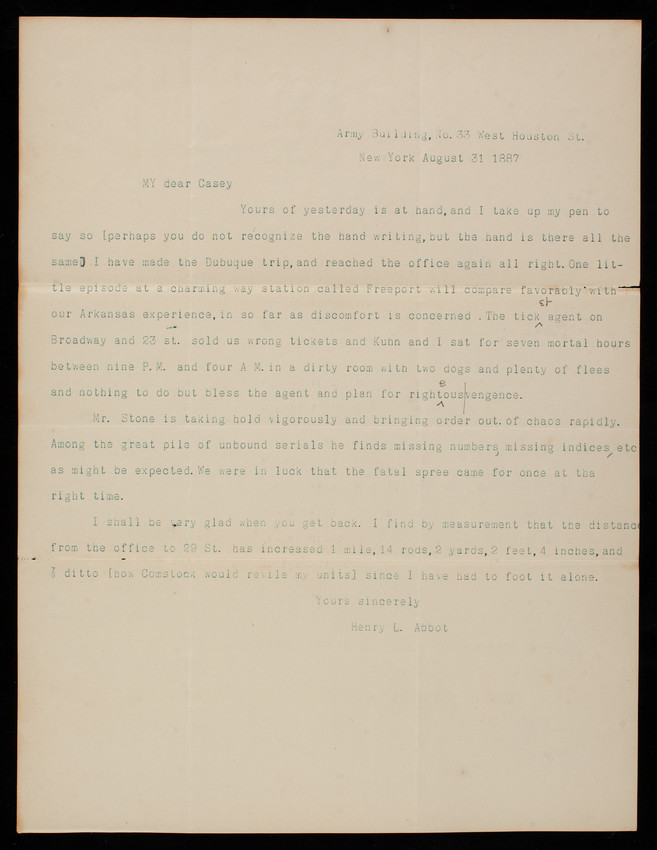 Army Building, No. 33 West Houston St.
New York August 31 1887
MY dear Casey
Yours of yesterday is at hand, and I take up my pen to
say so [perhaps you do not recognize the hand writing, but the hand is there all the
same] I have made the Dubuque trip, and reached the office again all right. One lit-
tle episode at a charming way station called Freeport will compare favorably with
our Arkansas experience, in so far as discomfort is concerned . The tick^et agent on
Broadway and 23 st. sold us wrong tickets and Kuhn and I sat for seven mortal hours
between nine P.M. and four A M. in a dirty room with two dogs and plenty of flees
and nothing to do but bless the agent and plan for right^eous|vengence.
Mr. Stone is taking hold vigorously and bringing order out. of chaos rapidly.
Among the great pile of unbound serials he finds missing numbers, missing indices, etc
as might be expected. We were in luck that the fatal spree came for once at the
right time.
I shall be very glad when you get back. I find by measurement that the distanc
from the office to 29 St. has increased 1 mile, 14 rods, 2 yards, 2 feet, 4 inches, and
ditto [how Comstock would revile my units] since I have had to foot it alone.
Yours sincerely
Henry L. Abbot